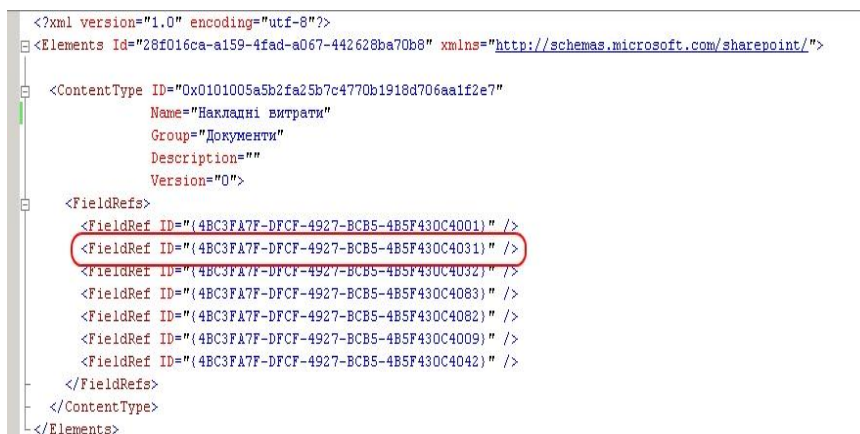 <?xml version="1.0" encoding="utf-8"?>
<Elements Id="28f016ca-a159-4fad-a067-442628ba70b8" xmlns="http://schemas.microsoft.com/sharepoint/">
<ContentType ID="0x0101005a5b2fa25b7c4770b1918d706aa1f2e7"
Name="Накладні витрати"
Group="Документи"
Description=""
Version="0">
<FieldRefs>
<FieldRef ID="{4BC3FA7F-DFCF-4927-BCB5-4B5F430C4001}" />
<FieldRef ID="{4BC3FA7F-DFCF-4927-BCB5-4B5F430C4031}" />
<FieldRef ID="{4BC3FA7F-DFCF-4927-BCB5-4B5F430C4032}" />
<FieldRef ID="{4BC3FA7F-DFCF-4927-BCB5-4B5F430C4083}" />
<FieldRef ID="{4BC3FA7F-DFCF-4927-BCB5-4B5F430C4082}" />
<FieldRef ID="{4BC3FA7F-DFCF-4927-BCB5-4B5F430C4009}" />
<FieldRef ID="{4BC3FA7F-DFCF-4927-BCB5-4B5F430C4042}" />
</FieldRefs>
</ContentType>
</Elements>